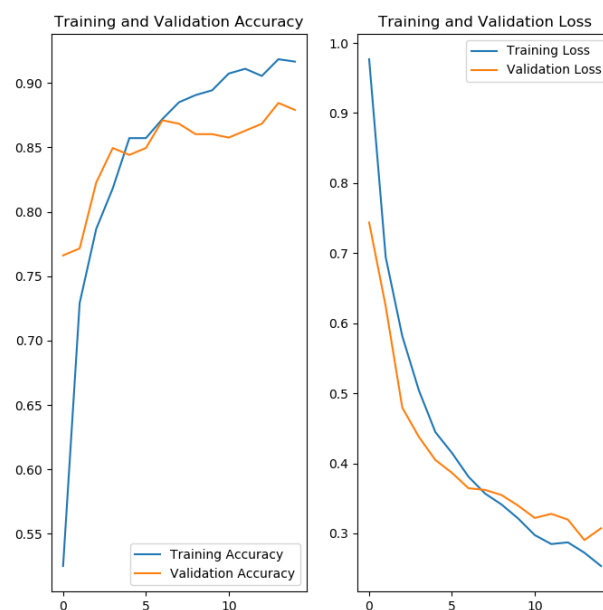 Training and Validation Accuracy
0.90
0.85
0.80
0.75
0.70
0.65
0.60
0.55
Training Accuracy
Validation Accuracy
0 5 10
Training and Validation Loss
1.0
0.9
0.8
0.7
0.6
0.5
0.4
0.3
Training Loss
Validation Loss
0 5 10